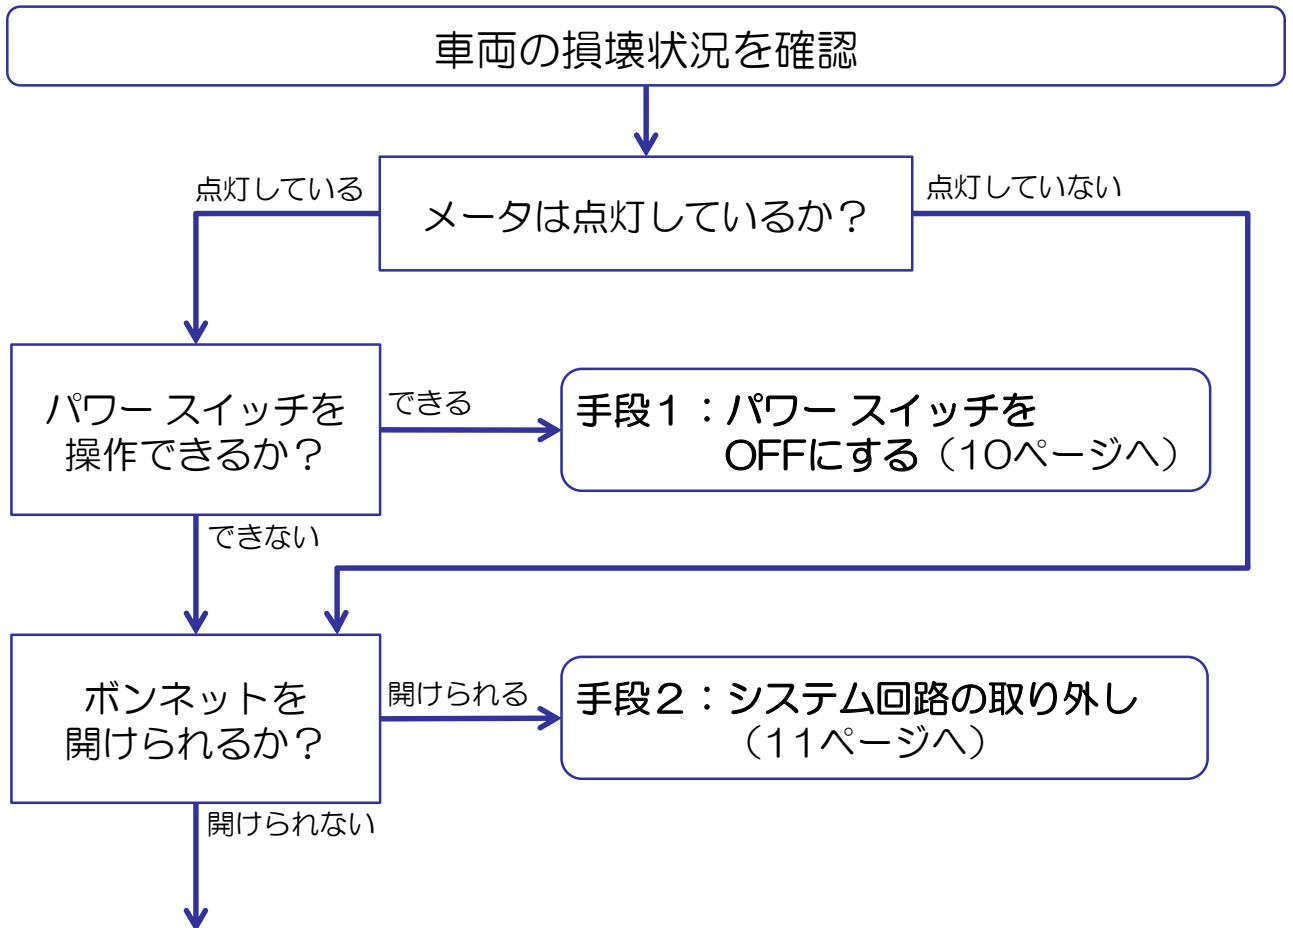 車両の損壊状況を確認
点灯している
メータは点灯しているか？
点灯していない
パワー スイッチを
操作できるか？
できる
手段１：パワー スイッチを
OFFにする（10ページへ）
できない
ボンネットを
開けられるか？
開けられる
手段２：システム回路の取り外し
（11ページへ）
開けられない